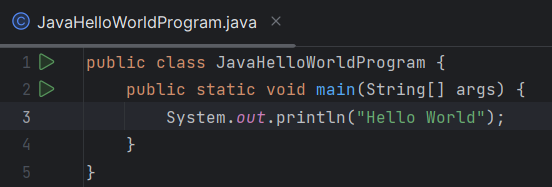 JavaHelloWorldProgram.java
1 public class JavaHelloWorldProgram {
2     public static void main(String[] args) {
3         System.out.println("Hello World");
4     }
5 }